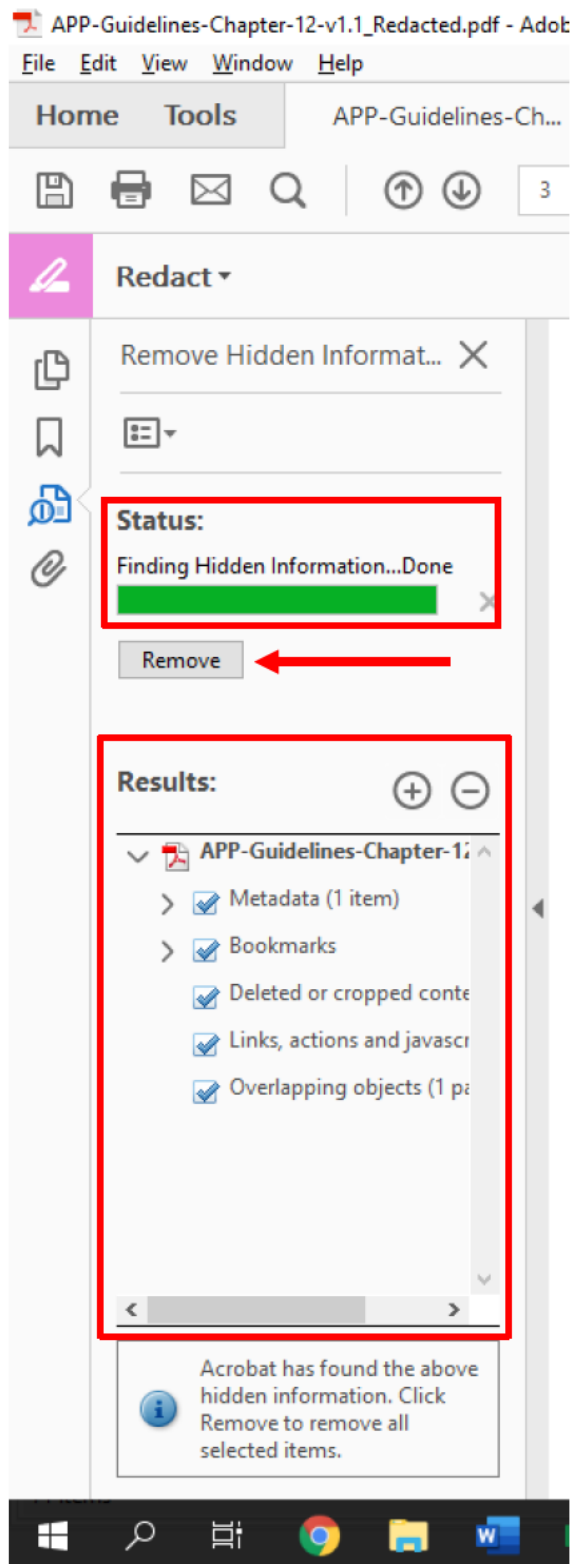 APP-Guidelines-Chapter-12-v1.1_Redacted.pdf - Adob
File Edit View Window Help
Home Tools APP-Guidelines-Ch...
3
Redact
Remove Hidden Informat...
Status:
Finding Hidden Information...Done
Remove
Results:
APP-Guidelines-Chapter-12
Metadata (1 item)
Bookmarks
Deleted or cropped conte
Links, actions and javascr
Overlapping objects (1 pa
Acrobat has found the above
hidden information. Click
Remove to remove all
selected items.